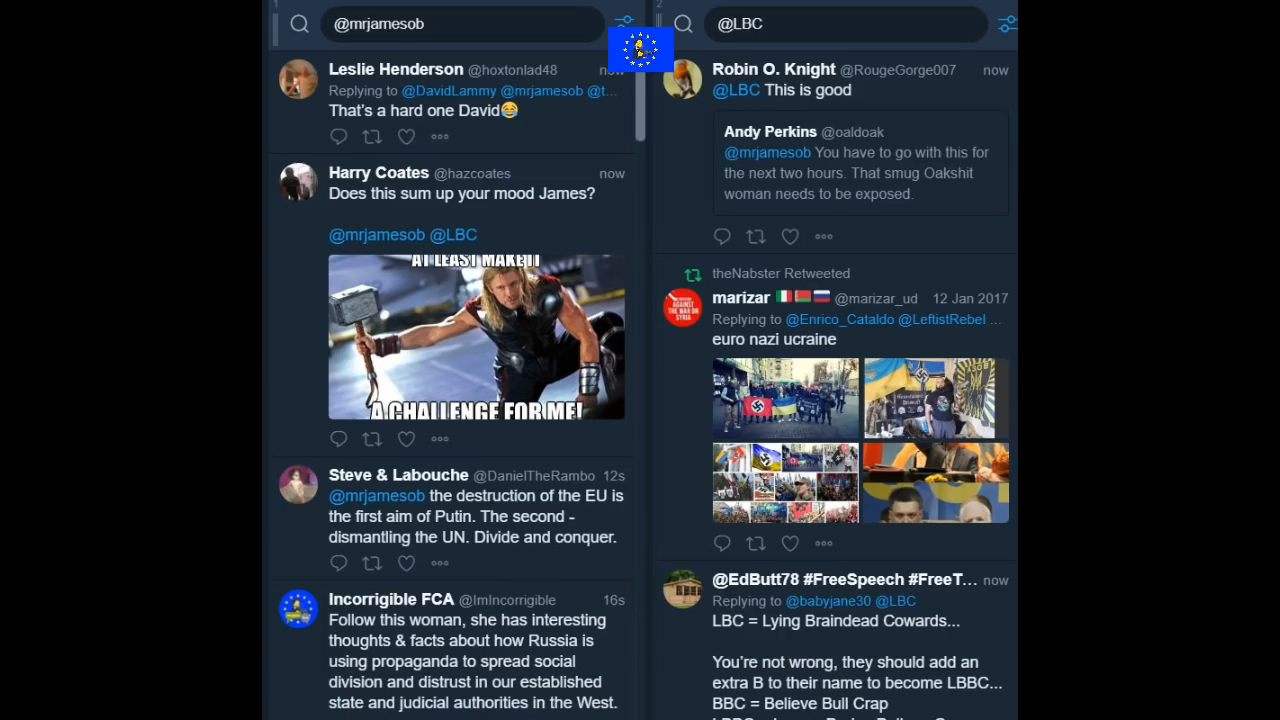 1
@mrjamesob
Leslie Henderson @hoxtonlad48 now
Replying to @DavidLammy @mrjamesob @t…
That's a hard one David😂
Harry Coates @hazcoates now
Does this sum up your mood James?
@mrjamesob @LBC
AT LEAST MAKE IT
A CHALLENGE FOR ME!
Steve & Labouche @DanielTheRambo 12s
@mrjamesob the destruction of the EU is
the first aim of Putin. The second -
dismantling the UN. Divide and conquer.
Incorrigible FCA @ImIncorrigible 16s
Follow this woman, she has interesting
thoughts & facts about how Russia is
using propaganda to spread social
division and distrust in our established
state and judicial authorities in the West.
2
@LBC
Robin O. Knight @RougeGorge007 now
@LBC This is good
Andy Perkins @oaldoak
@mrjamesob You have to go with this for
the next two hours. That smug Oakshit
woman needs to be exposed.
theNabster Retweeted
marizar 🇮🇹🇧🇾🇷🇺 @marizar_ud 12 Jan 2017
Replying to @Enrico_Cataldo @LeftistRebel …
euro nazi ucraine
AGAINST
THE WAR ON
SYRIA
@EdButt78 #FreeSpeech #FreeT… now
Replying to @babyjane30 @LBC
LBC = Lying Braindead Cowards...
You're not wrong, they should add an
extra B to their name to become LBBC...
BBC = Believe Bull Crap